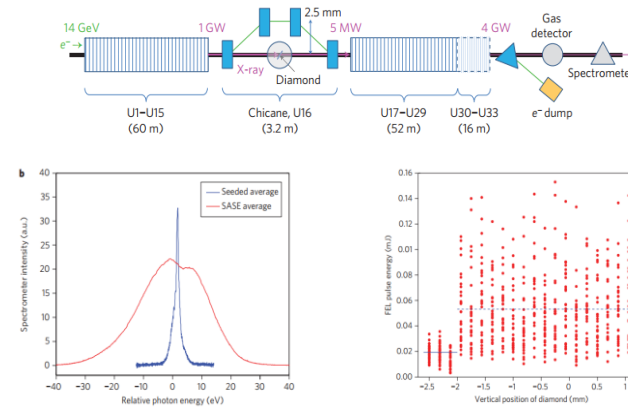 14 GeV
e⁻→
1 GW
2.5 mm
5 MW
4 GW
Gas
detector
X-ray
Diamond
Spectromete
e⁻ dump
U1–U15
(60 m)
Chicane, U16
(3.2 m)
U17–U29
(52 m)
U30–U33
(16 m)
b
Spectrometer intensity (a.u.)
40
35
30
25
20
15
10
5
0
Seeded average
SASE average
-40 -30 -20 -10 0 10 20 30 40
Relative photon energy (eV)
FEL pulse energy (mJ)
0.16
0.14
0.12
0.01
0.08
0.06
0.04
0.02
0.00
-2.5 -2 -1.5 -1 -0.5 0 0.5 1
Vertical position of diamond (mm)